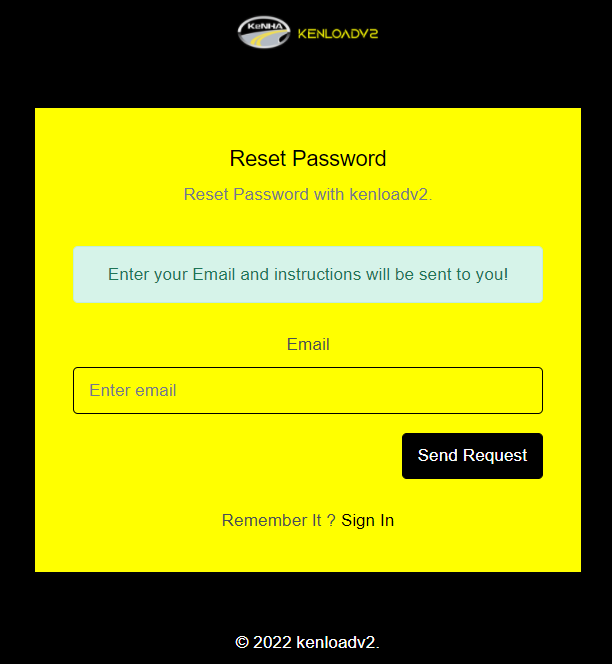 KeNHA KENLOADV2
Reset Password
Reset Password with kenloadv2.
Enter your Email and instructions will be sent to you!
Email
Enter email
Send Request
Remember It ? Sign In
© 2022 kenloadv2.